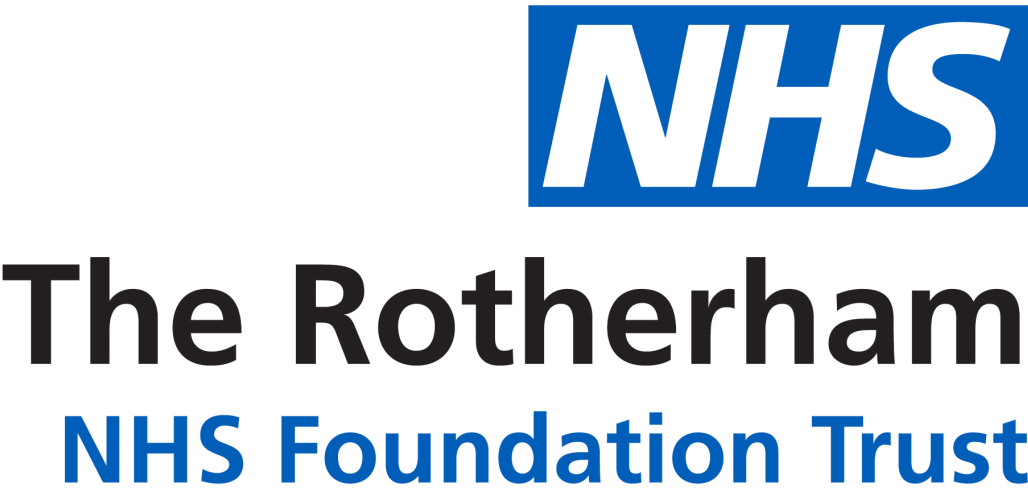 NHS
The Rotherham
NHS Foundation Trust